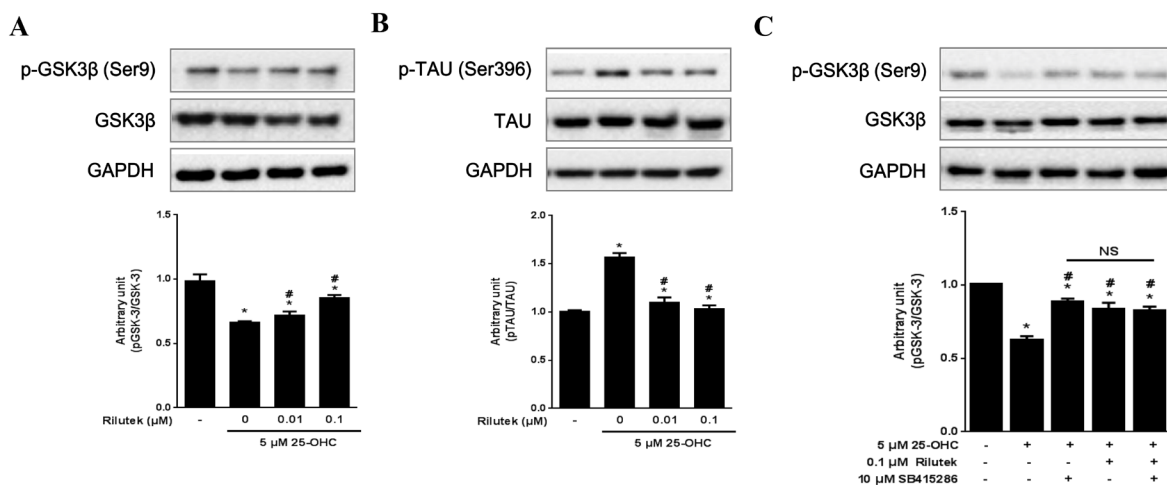 A
p-GSK3β (Ser9)
GSK3β
GAPDH
Arbitrary unit
(pGSK-3/GSK-3)
1.5
1.0
0.5
0.0
*
#
*
#
*
Rilutek (µM)
-
0
0.01
0.1
5 µM 25-OHC
B
p-TAU (Ser396)
TAU
GAPDH
Arbitrary unit
(pTAU/TAU)
2.0
1.5
1.0
0.5
0.0
*
#
*
#
*
Rilutek (µM)
-
0
0.01
0.1
5 µM 25-OHC
C
p-GSK3β (Ser9)
GSK3β
GAPDH
Arbitrary unit
(pGSK-3/GSK-3)
1.5
1.0
0.5
0.0
NS
*
#
*
#
*
#
*
5 µM 25-OHC - + + + +
0.1 µM Rilutek - - - + +
10 µM SB415286 - - + - +